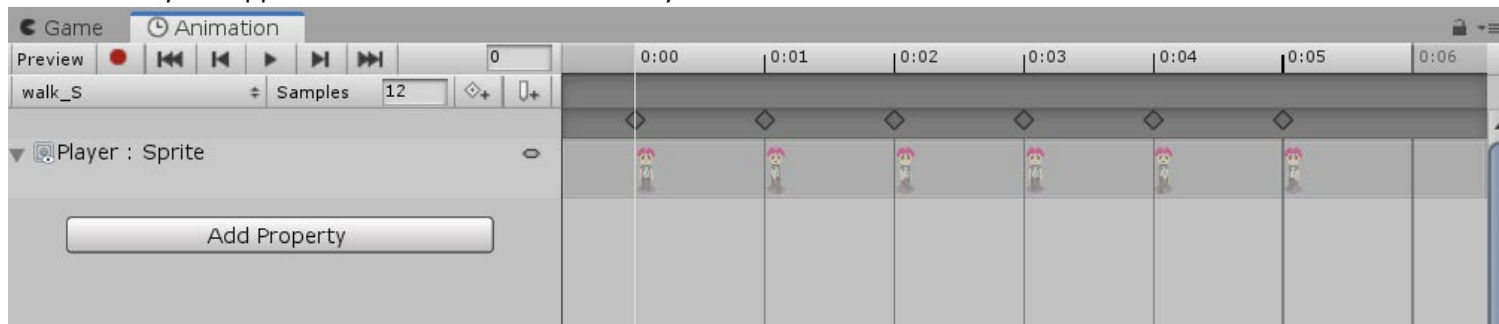 Game Animation
Preview 0 0:00 0:01 0:02 0:03 0:04 0:05 0:06
walk_S Samples 12
Player : Sprite
Add Property